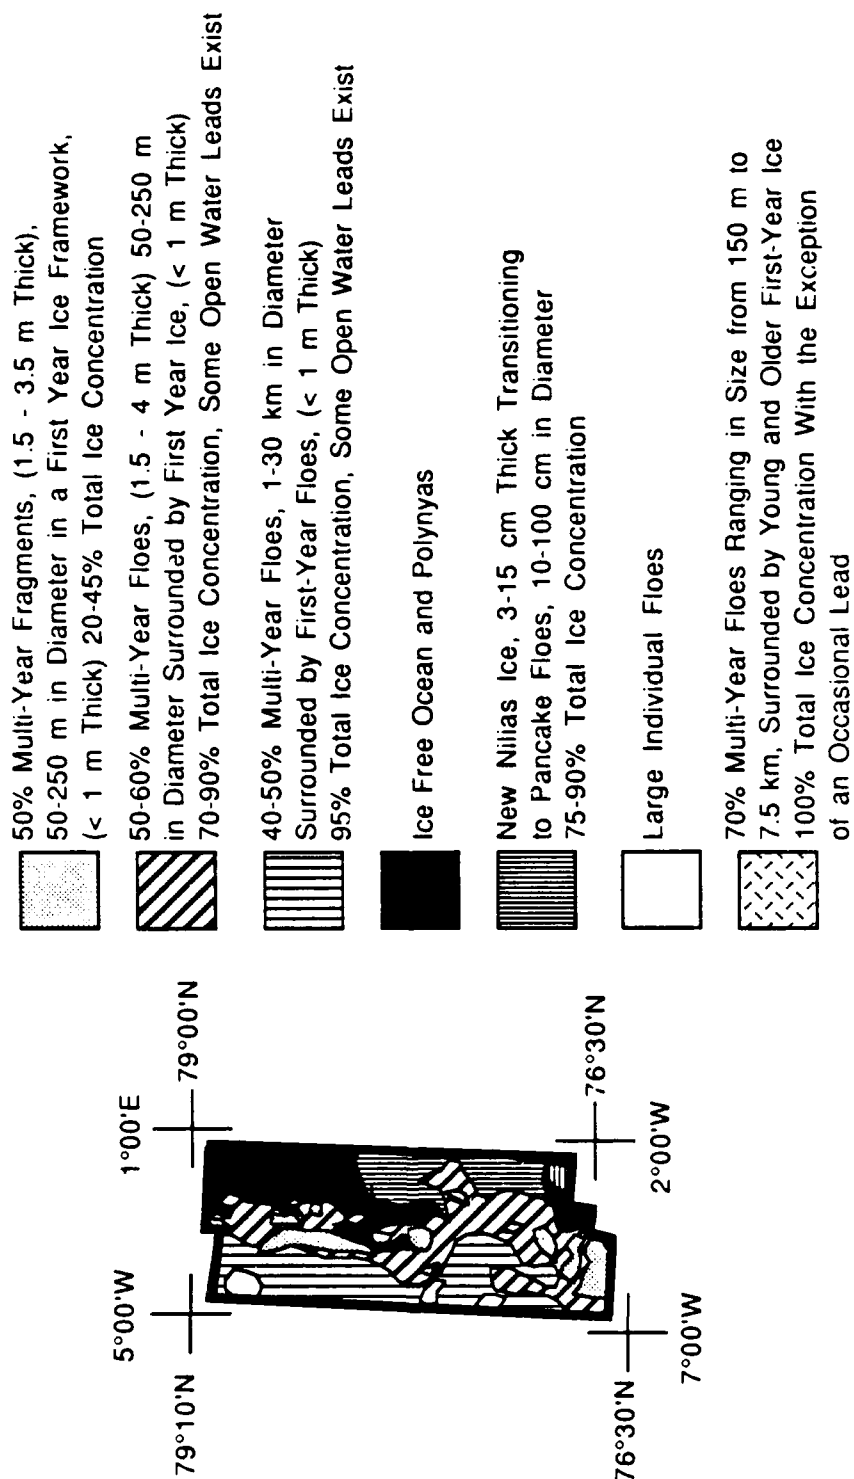 5°00'W
1°00'E
79°10'N
79°00'N
76°30'N
76°30'N
7°00'W
2°00'W
50% Multi-Year Fragments, (1.5 - 3.5 m Thick),
50-250 m in Diameter in a First Year Ice Framework,
(< 1 m Thick) 20-45% Total Ice Concentration
50-60% Multi-Year Floes, (1.5 - 4 m Thick) 50-250 m
in Diameter Surrounded by First Year Ice, (< 1 m Thick)
70-90% Total Ice Concentration, Some Open Water Leads Exist
40-50% Multi-Year Floes, 1-30 km in Diameter
Surrounded by First-Year Floes, (< 1 m Thick)
95% Total Ice Concentration, Some Open Water Leads Exist
Ice Free Ocean and Polynyas
New Nilias Ice, 3-15 cm Thick Transitioning
to Pancake Floes, 10-100 cm in Diameter
75-90% Total Ice Concentration
Large Individual Floes
70% Multi-Year Floes Ranging in Size from 150 m to
7.5 km, Surrounded by Young and Older First-Year Ice
100% Total Ice Concentration With the Exception
of an Occasional Lead